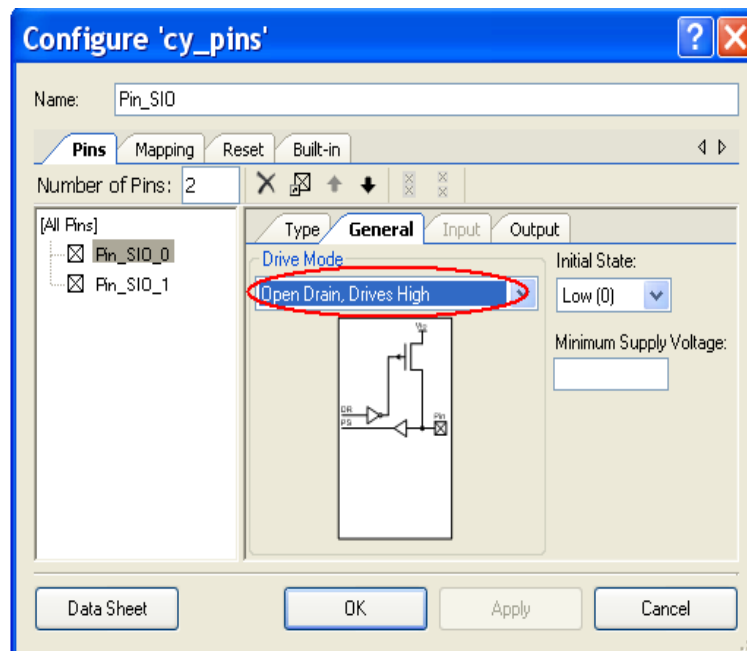 Configure 'cy_pins'
Name: Pin_SIO
Pins Mapping Reset Built-in
Number of Pins: 2
[All Pins]
Pin_SIO_0
Pin_SIO_1
Type General Input Output
Drive Mode
Open Drain, Drives High
Initial State:
Low (0)
Minimum Supply Voltage:
Vio
DR
PS
Pin
Data Sheet OK Apply Cancel